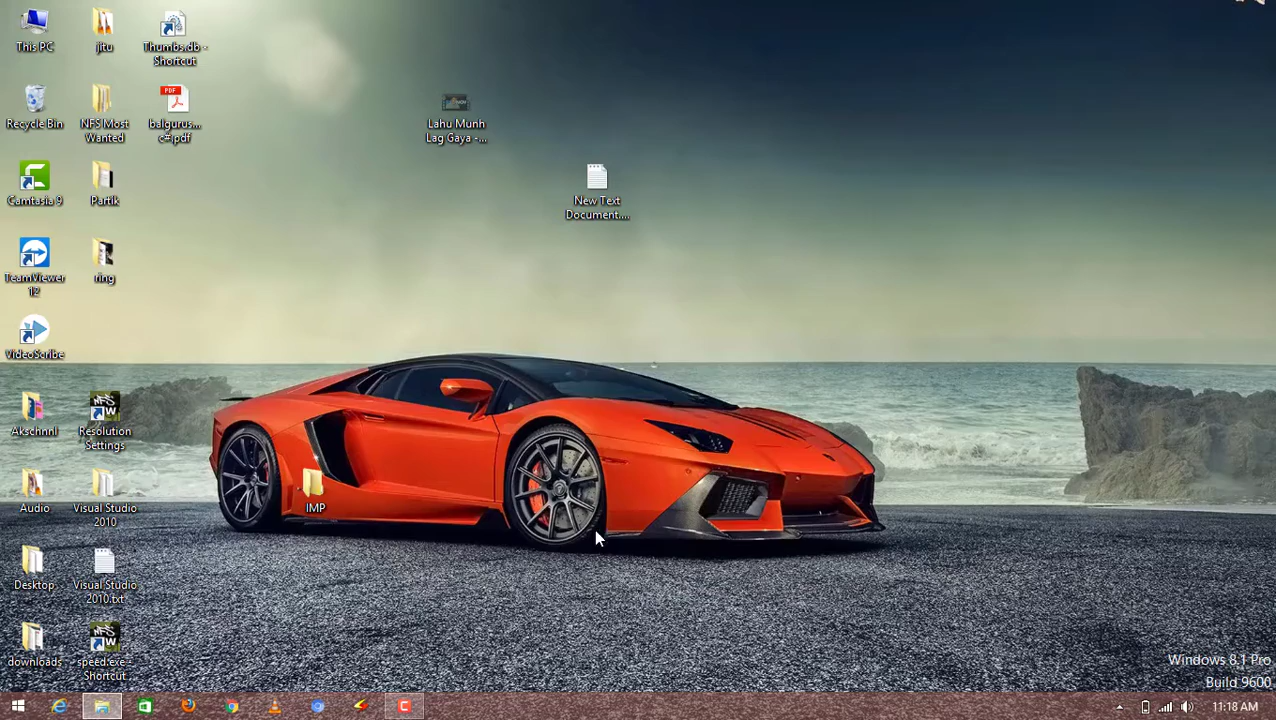 This PC
jitu
Thumbs.db -
Shortcut
Recycle Bin
NFS Most
Wanted
PDF
balgurus...
c#.pdf
Lahu Munh
Lag Gaya -...
Camtasia 9
Partik
New Text
Document....
TeamViewer
12
ring
VideoScribe
Akschnnl
Resolution
Settings
Audio
Visual Studio
2010
IMP
Desktop
Visual Studio
2010.txt
downloads
speed.exe -
Shortcut
Windows 8.1 Pro
Build 9600
11:18 AM